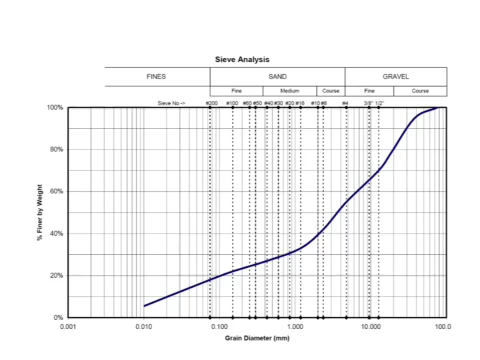 Sieve Analysis
FINES SAND GRAVEL
Fine Medium Course Fine Course
Sieve No -> #200 #100 #60 #50 #40 #30 #20 #16 #10 #8 #4 3/8" 1/2"
100%
80%
60%
40%
20%
0%
% Finer by Weight
0.001 0.010 0.100 1.000 10.000 100.0
Grain Diameter (mm)